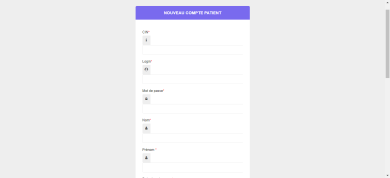 NOUVEAU COMPTE PATIENT
CIN*
Login*
Mot de passe*
Nom*
Prénom *